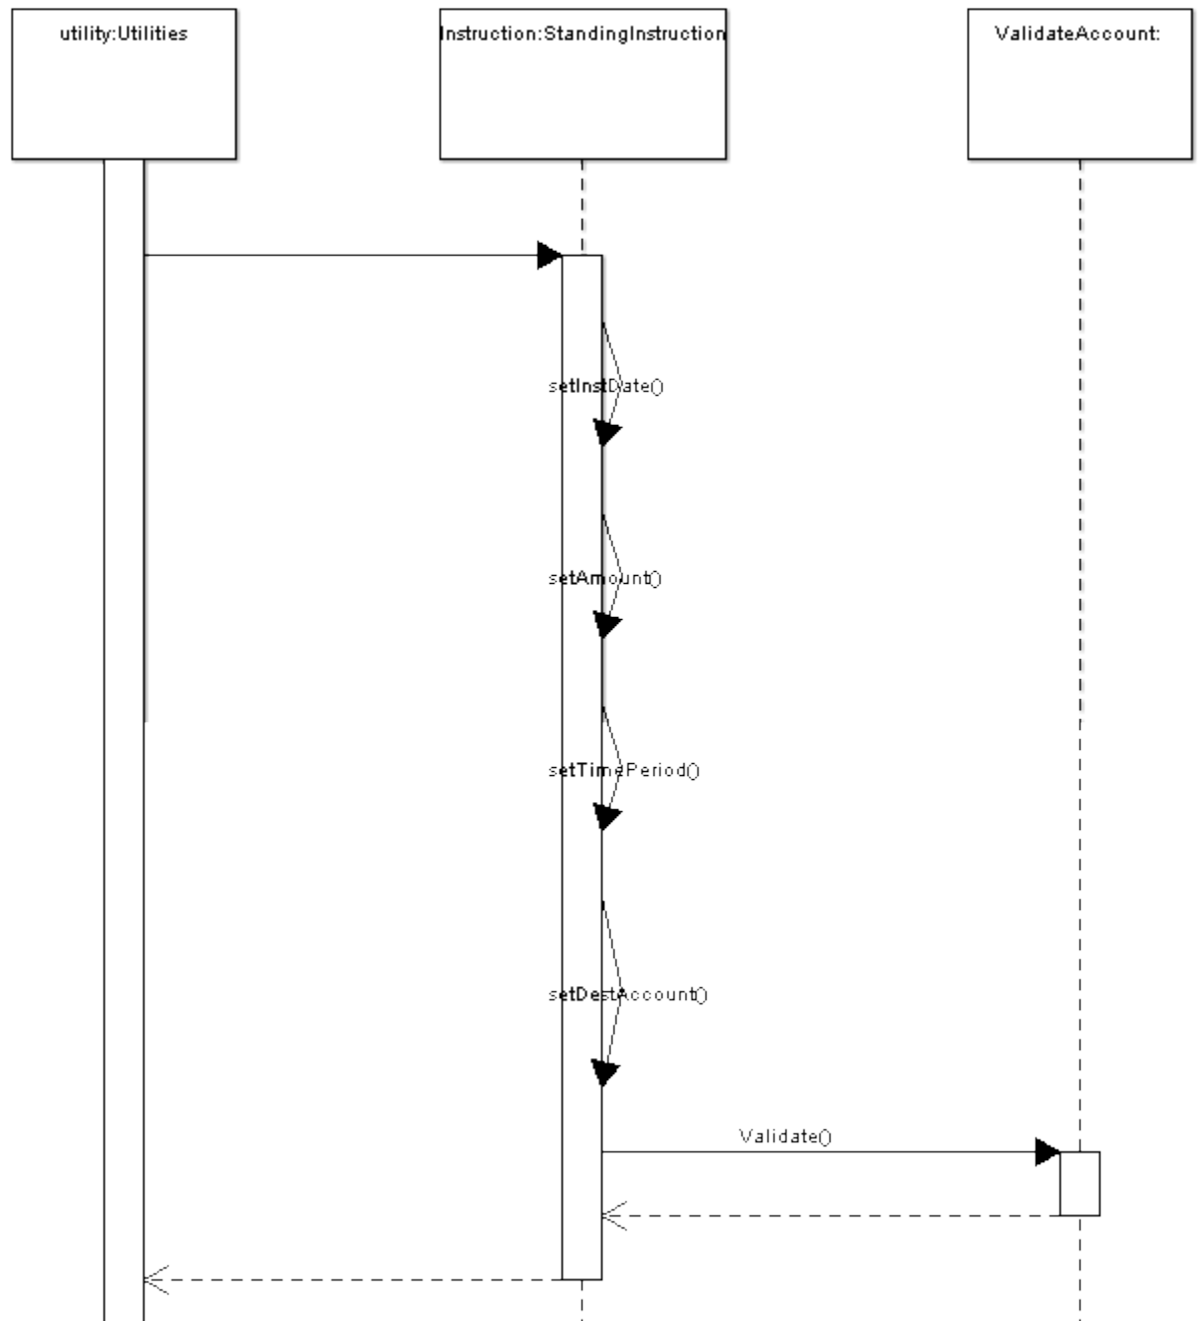 utility:Utilities
Instruction:StandingInstruction
ValidateAccount:
setInstDate()
setAmount()
setTimePeriod()
setDestAccount()
Validate()